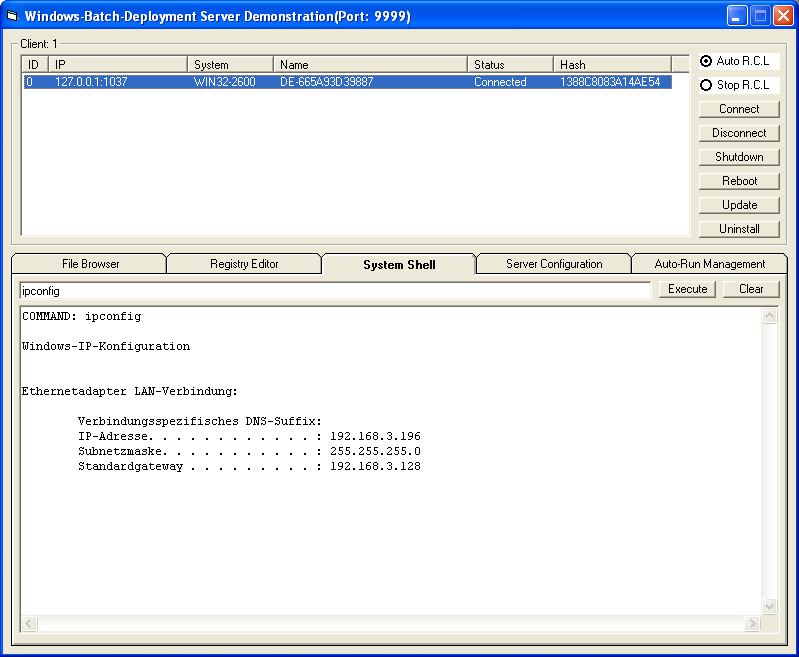 Windows-Batch-Deployment Server Demonstration(Port: 9999)
Client: 1
ID IP System Name Status Hash
0 127.0.0.1:1037 WIN32-2600 DE-665A93D39887 Connected 1388C8083A14AE54
Auto R.C.L
Stop R.C.L
Connect
Disconnect
Shutdown
Reboot
Update
Uninstall
File Browser Registry Editor System Shell Server Configuration Auto-Run Management
ipconfig Execute Clear
COMMAND: ipconfig
Windows-IP-Konfiguration
Ethernetadapter LAN-Verbindung:
Verbindungsspezifisches DNS-Suffix:
IP-Adresse. . . . . . . . . . . . : 192.168.3.196
Subnetzmaske. . . . . . . . . . . : 255.255.255.0
Standardgateway . . . . . . . . . : 192.168.3.128